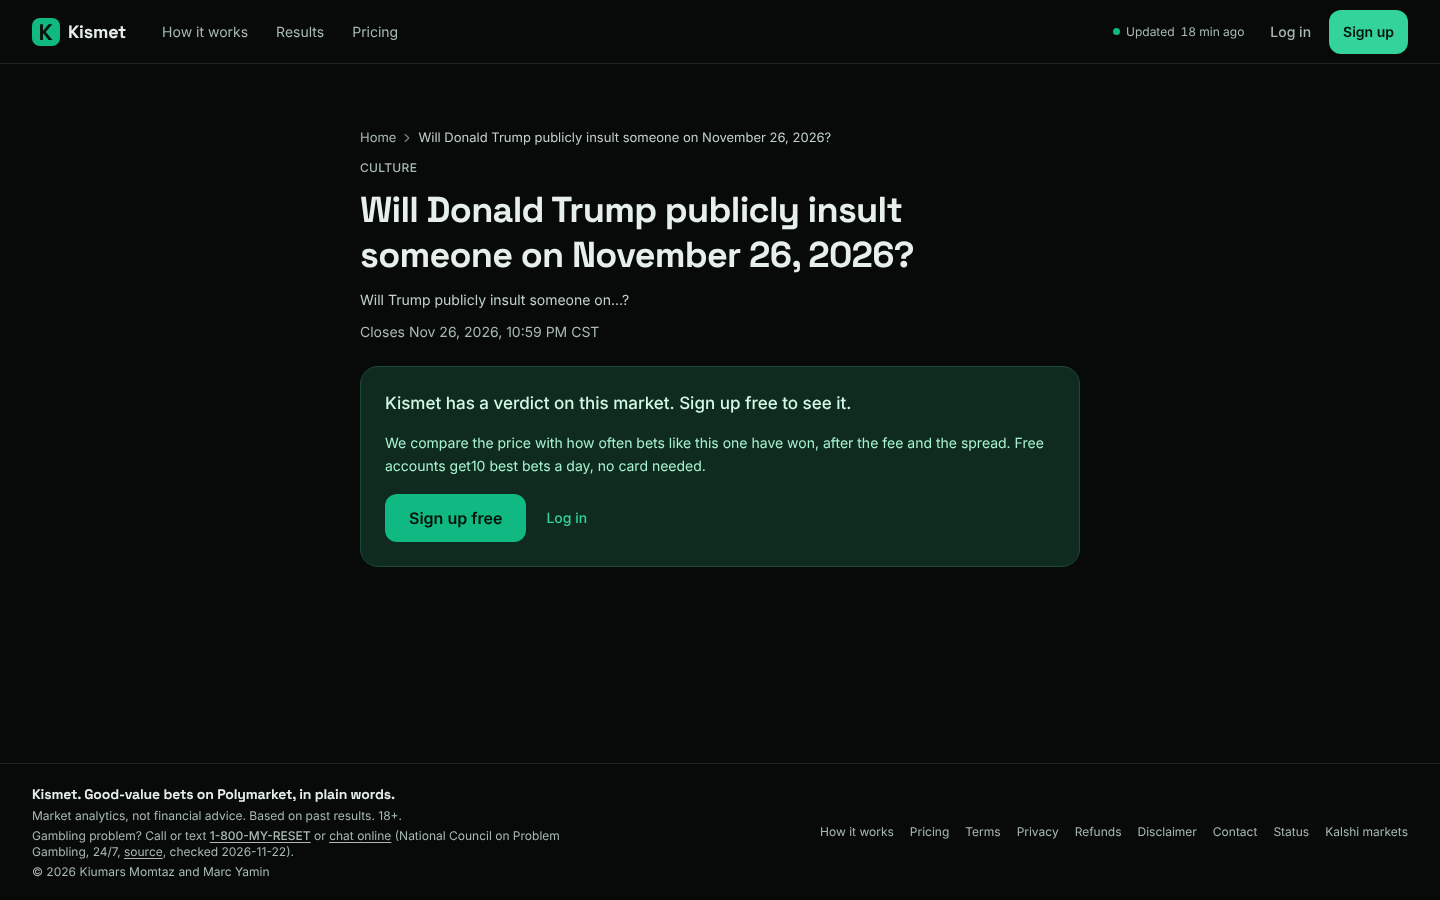 K Kismet How it works Results Pricing Updated 18 min ago Log in Sign up
Home > Will Donald Trump publicly insult someone on November 26, 2026?
CULTURE
Will Donald Trump publicly insult
someone on November 26, 2026?
Will Trump publicly insult someone on...?
Closes Nov 26, 2026, 10:59 PM CST
Kismet has a verdict on this market. Sign up free to see it.
We compare the price with how often bets like this one have won, after the fee and the spread. Free
accounts get10 best bets a day, no card needed.
Sign up free Log in
Kismet. Good-value bets on Polymarket, in plain words.
Market analytics, not financial advice. Based on past results. 18+.
Gambling problem? Call or text 1-800-MY-RESET or chat online (National Council on Problem
Gambling, 24/7, source, checked 2026-11-22).
© 2026 Kiumars Momtaz and Marc Yamin
How it works Pricing Terms Privacy Refunds Disclaimer Contact Status Kalshi markets